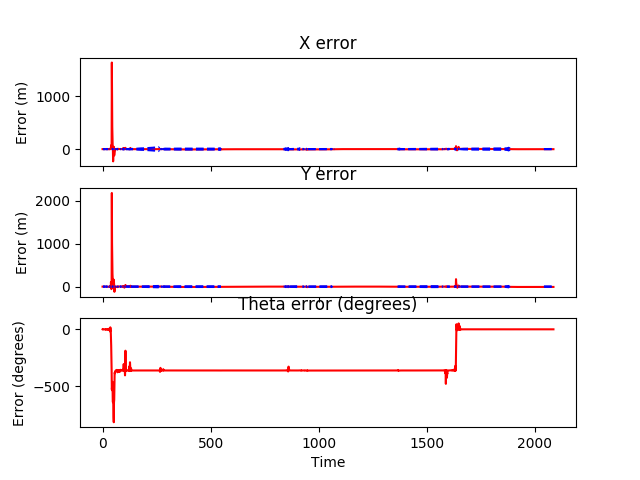 X error
Error (m)
1000
0
Y error
Error (m)
2000
1000
0
Theta error (degrees)
Error (degrees)
0
−500
0
500
1000
1500
2000
Time